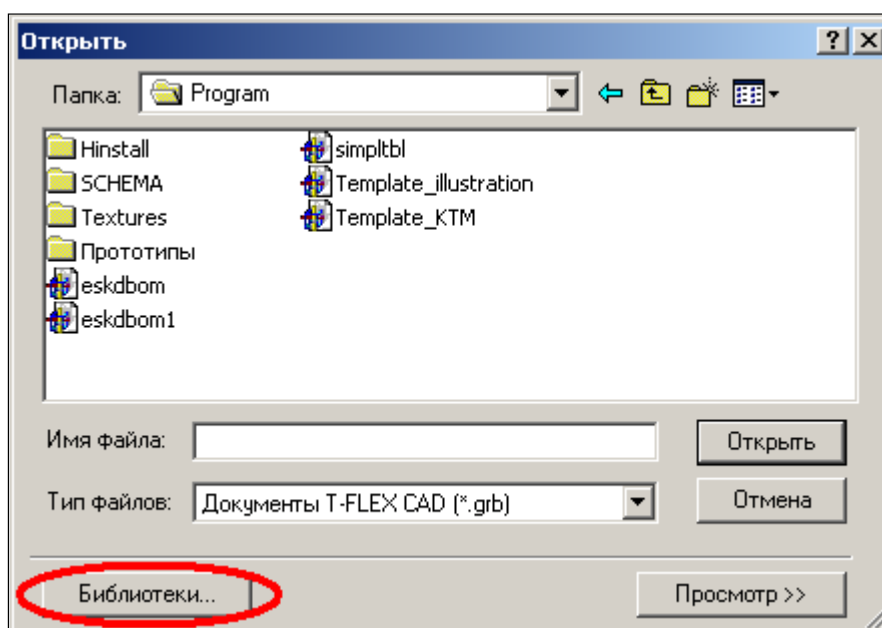 Открыть
Папка: Program
Hinstall simpltbl
SCHEMA Template_illustration
Textures Template_KTM
Прототипы
eskdbom
eskdbom1
Имя файла: Открыть
Тип файлов: Документы T-FLEX CAD (*.grb) Отмена
Библиотеки... Просмотр >>